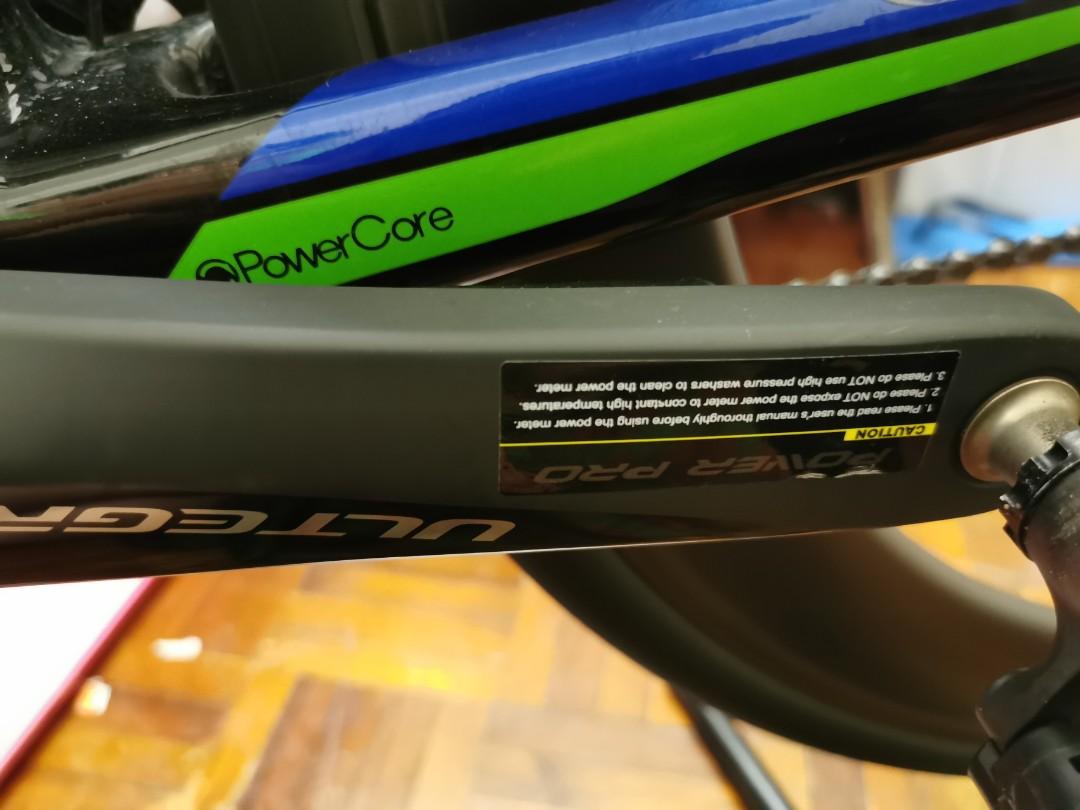 PowerCore
POWER PRO
CAUTION
1. Please read the user's manual thoroughly before using the power meter.
2. Please do NOT expose the power meter to constant high temperatures.
3. Please do NOT use high pressure washers to clean the power meter.
ULTEGR